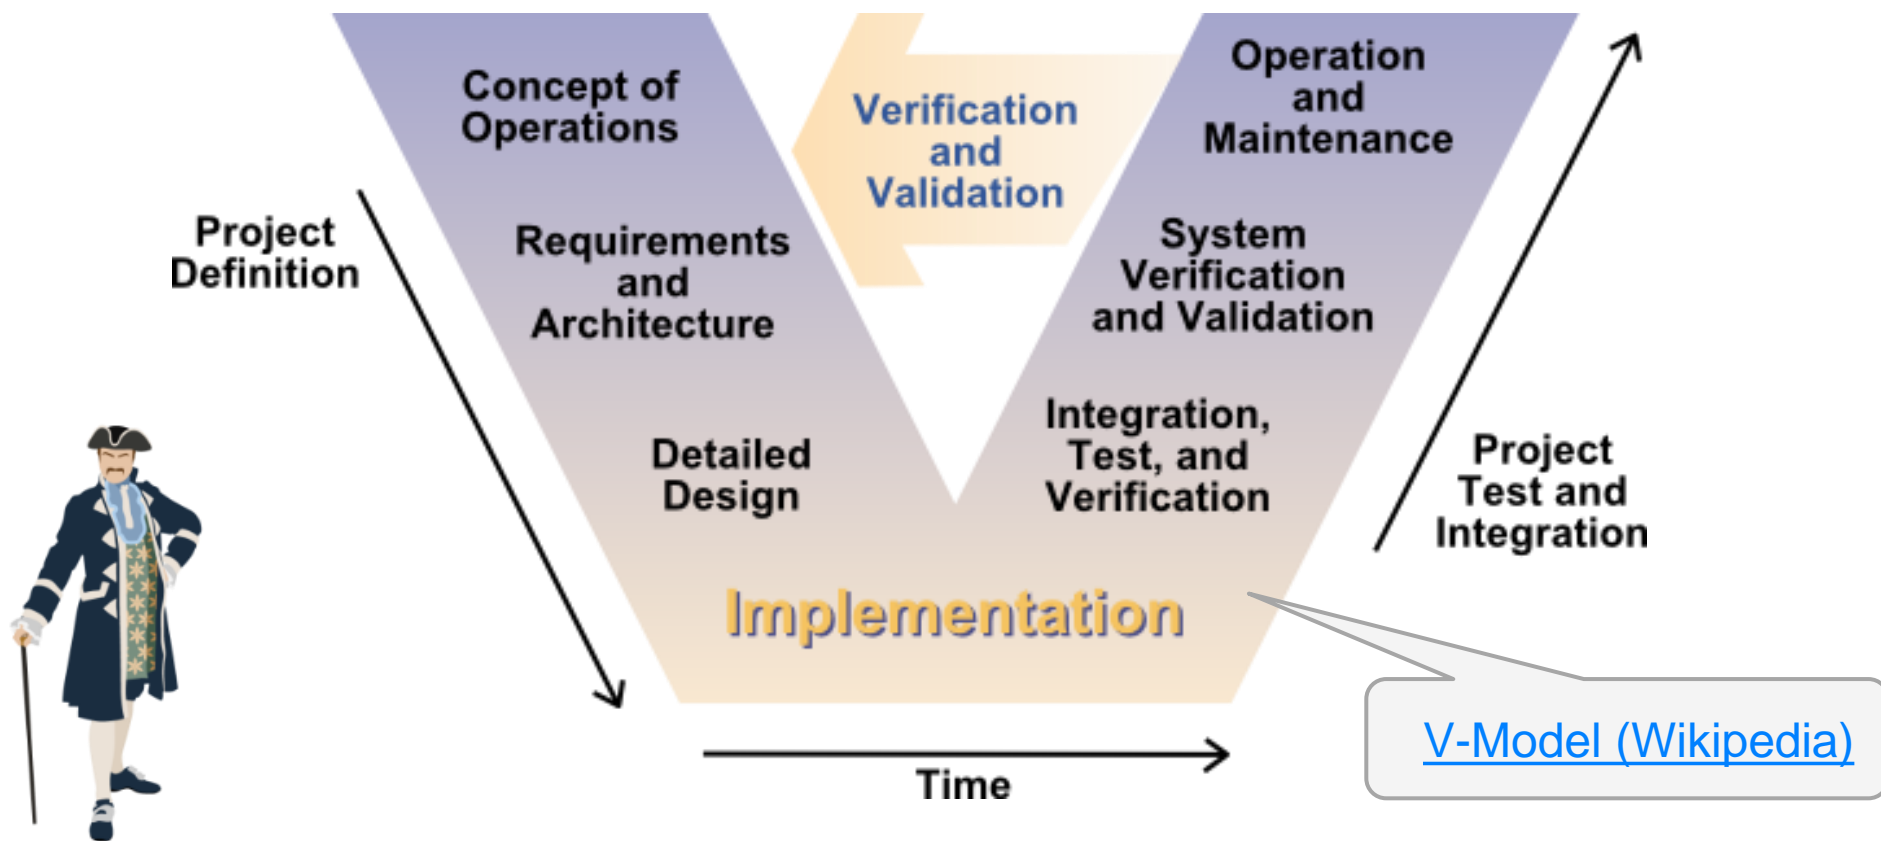 Concept of
Operations
Verification
and
Validation
Operation
and
Maintenance
Project
Definition
Requirements
and
Architecture
System
Verification
and Validation
Detailed
Design
Integration,
Test, and
Verification
Project
Test and
Integration
Implementation
V-Model (Wikipedia)
Time